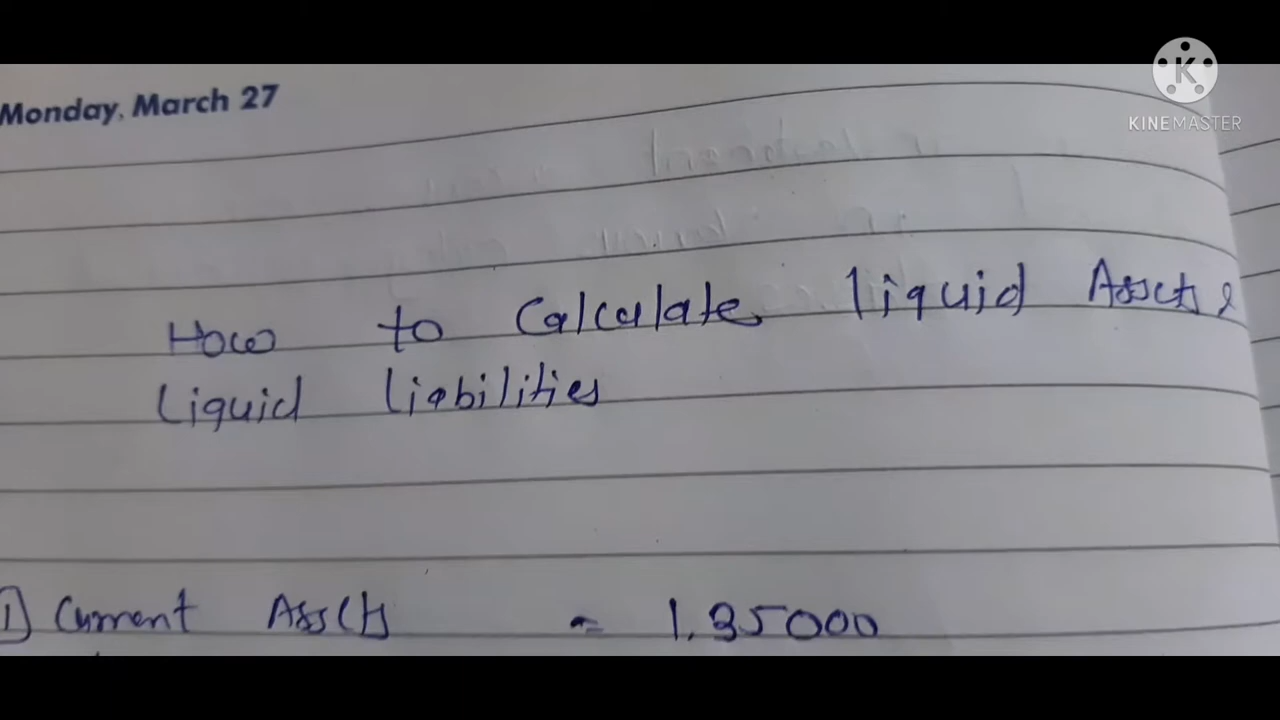 Monday, March 27
KINEMASTER
How to Calculate liquid Assets &
Liquid liabilities
1) Current Assets = 1.35000